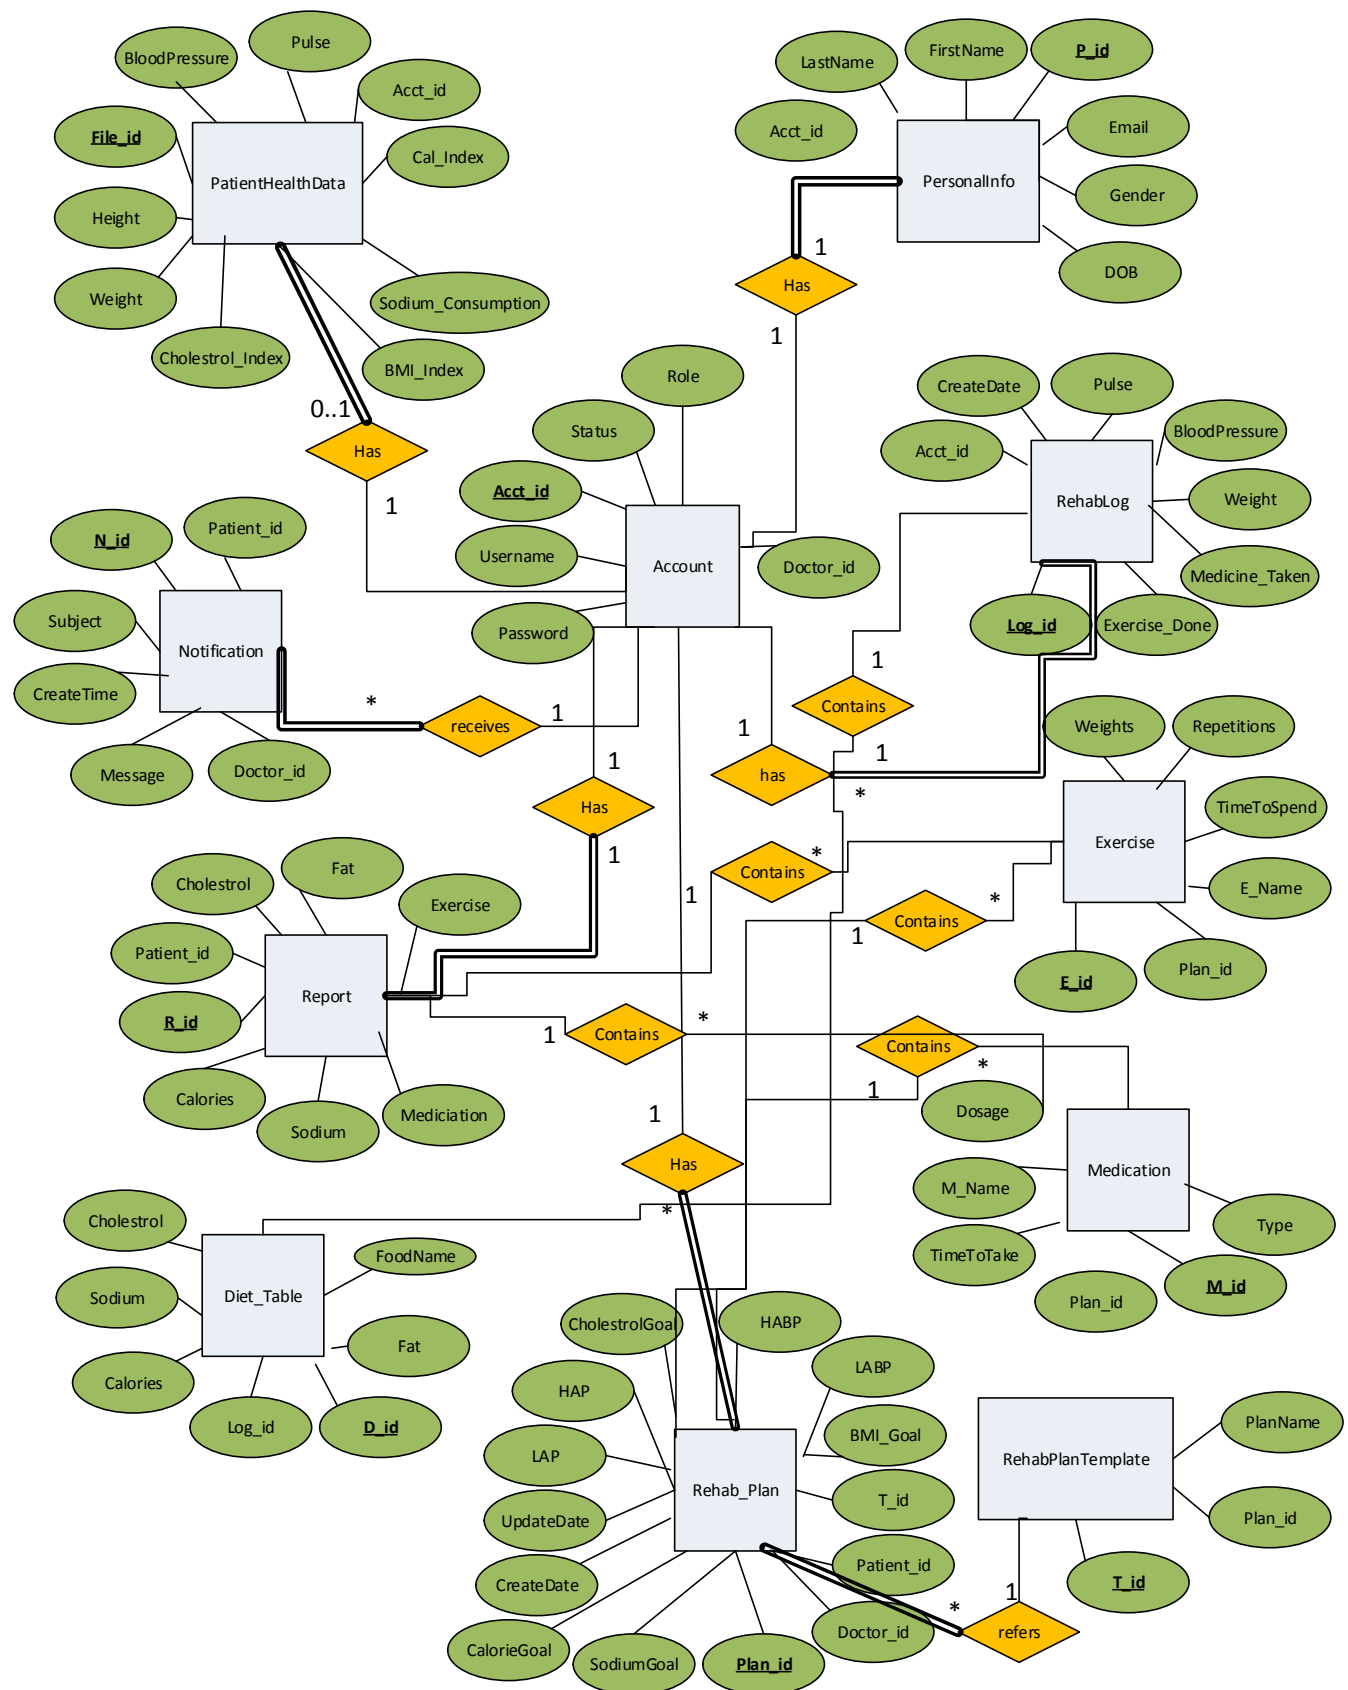 Pulse
BloodPressure
Acct_id
File_id
Cal_Index
PatientHealthData
Height
Weight
Sodium_Consumption
Cholestrol_Index
BMI_Index
0..1
Has
1
FirstName
P_id
LastName
Acct_id
Email
PersonalInfo
Gender
DOB
1
Has
1
Role
Status
Acct_id
Username
Account
Doctor_id
Password
CreateDate
Pulse
Acct_id
BloodPressure
RehabLog
Weight
Medicine_Taken
Log_id
Exercise_Done
N_id
Patient_id
Subject
Notification
CreateTime
Message
Doctor_id
*
receives
1
1
Has
1
1
Contains
1
has
1
*
Weights
Repetitions
TimeToSpend
Exercise
E_Name
Plan_id
E_id
Contains
*
Contains
*
1
Fat
Cholestrol
Exercise
Patient_id
Report
R_id
Calories
Sodium
Mediciation
1
Contains
*
Contains
*
1
Dosage
Medication
M_Name
Type
TimeToTake
M_id
Plan_id
1
1
Has
*
Cholestrol
FoodName
Sodium
Diet_Table
Fat
Calories
Log_id
D_id
CholestrolGoal
HABP
HAP
LABP
LAP
BMI_Goal
Rehab_Plan
T_id
UpdateDate
Patient_id
CreateDate
Doctor_id
CalorieGoal
SodiumGoal
Plan_id
*
refers
1
RehabPlanTemplate
PlanName
Plan_id
T_id